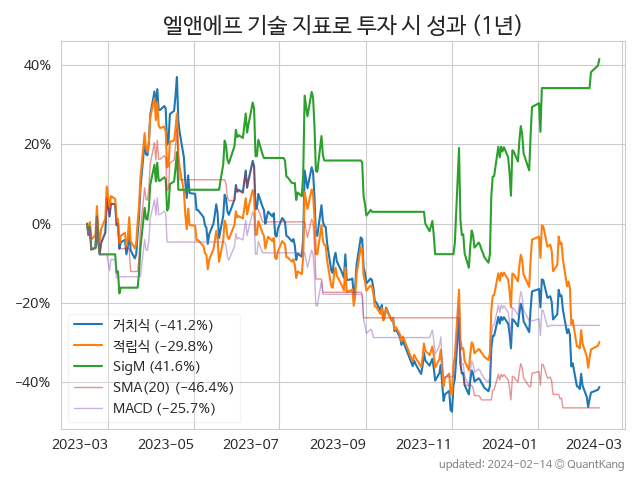 엘앤에프 기술 지표로 투자 시 성과 (1년)
40%
20%
0%
−20%
−40%
거치식 (−41.2%)
적립식 (−29.8%)
SigM (41.6%)
SMA(20) (−46.4%)
MACD (−25.7%)
2023-03 2023-05 2023-07 2023-09 2023-11 2024-01 2024-03
updated: 2024-02-14 © QuantKang